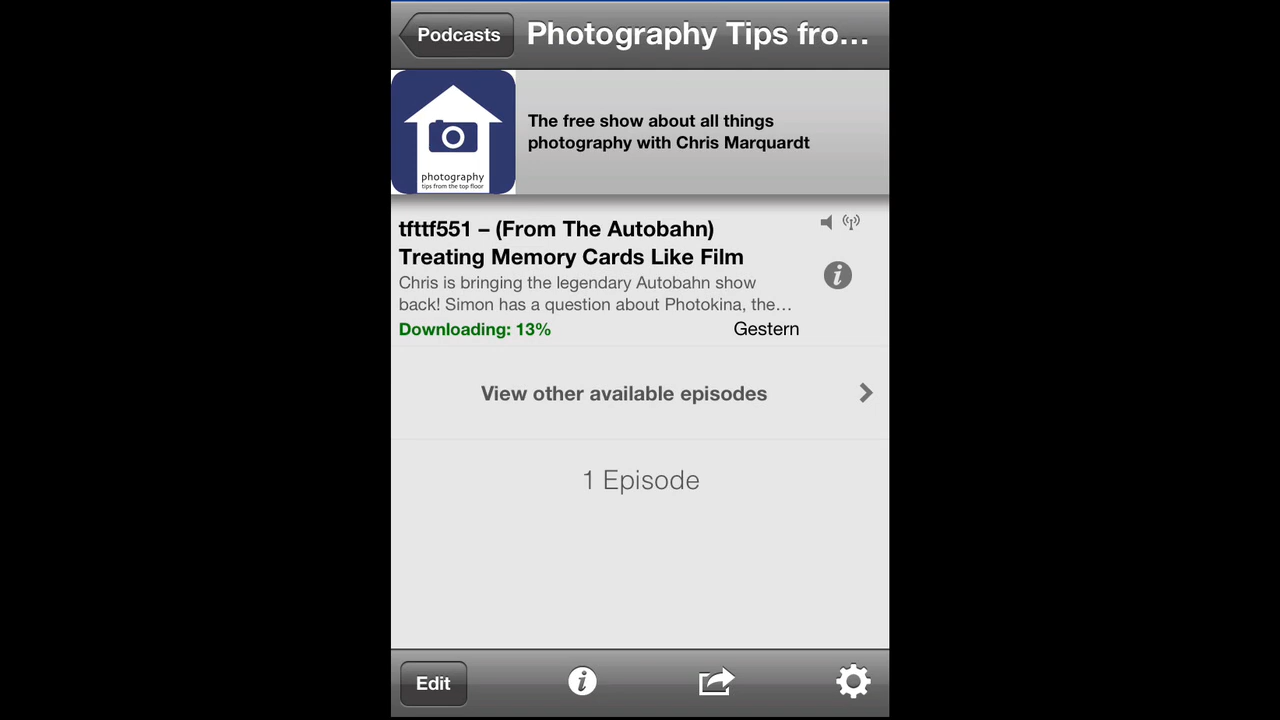 Podcasts
Photography Tips fro...
The free show about all things
photography with Chris Marquardt
photography
tips from the top floor
tfttf551 – (From The Autobahn)
Treating Memory Cards Like Film
Chris is bringing the legendary Autobahn show
back! Simon has a question about Photokina, the...
Downloading: 13%
Gestern
View other available episodes
1 Episode
Edit